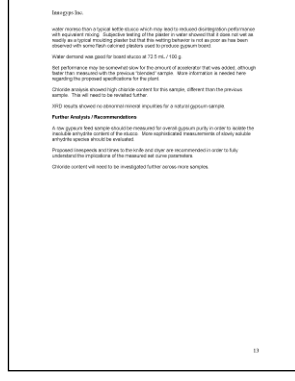 Innogyps Inc.
water moreso than a typical kettle stucco which may lead to reduced disintegration performance
with equivalent mixing. Subjective testing of the plaster in water showed that it does not wet as
readily as a typical moulding plaster but that this wetting behavior is not as poor as has been
observed with some flash calcined plasters used to produce gypsum board.
Water demand was good for board stucco at 72.5 mL / 100 g.
Set performance may be somewhat slow for the amount of accelerator that was added, although
faster than measured with the previous "blended" sample. More information is needed here
regarding the proposed specifications for the plant.
Chloride analysis showed high chloride content for this sample, different than the previous
sample. This will need to be revisited further.
XRD results showed no abnormal mineral impurities for a natural gypsum sample.
Further Analysis / Recommendations
A raw gypsum feed sample should be measured for overall gypsum purity in order to isolate the
insoluble anhydrite content of the stucco. More sophisticated measurements of slowly soluble
anhydrite species should be evaluated.
Proposed linespeeds and times to the knife and dryer are recommended in order to fully
understand the implications of the measured set curve parameters.
Chloride content will need to be investigated further across more samples.
13